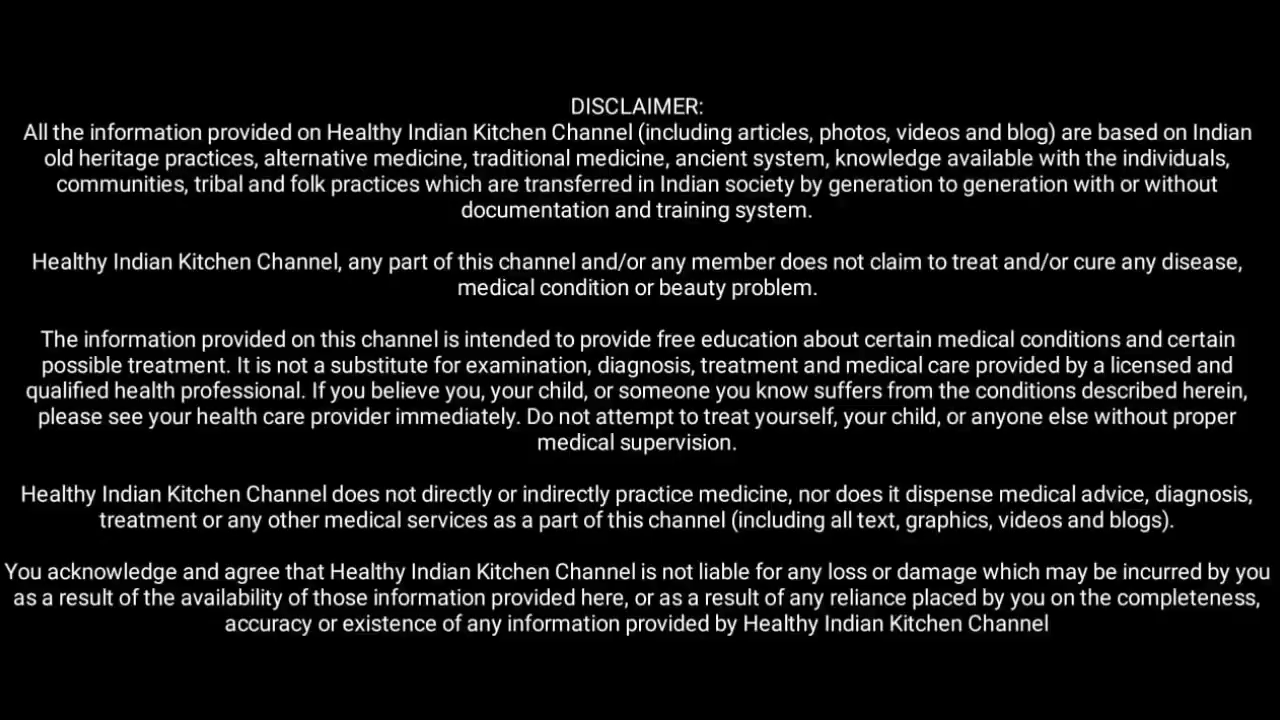 DISCLAIMER:
All the information provided on Healthy Indian Kitchen Channel (including articles, photos, videos and blog) are based on Indian
old heritage practices, alternative medicine, traditional medicine, ancient system, knowledge available with the individuals,
communities, tribal and folk practices which are transferred in Indian society by generation to generation with or without
documentation and training system.
Healthy Indian Kitchen Channel, any part of this channel and/or any member does not claim to treat and/or cure any disease,
medical condition or beauty problem.
The information provided on this channel is intended to provide free education about certain medical conditions and certain
possible treatment. It is not a substitute for examination, diagnosis, treatment and medical care provided by a licensed and
qualified health professional. If you believe you, your child, or someone you know suffers from the conditions described herein,
please see your health care provider immediately. Do not attempt to treat yourself, your child, or anyone else without proper
medical supervision.
Healthy Indian Kitchen Channel does not directly or indirectly practice medicine, nor does it dispense medical advice, diagnosis,
treatment or any other medical services as a part of this channel (including all text, graphics, videos and blogs).
You acknowledge and agree that Healthy Indian Kitchen Channel is not liable for any loss or damage which may be incurred by you
as a result of the availability of those information provided here, or as a result of any reliance placed by you on the completeness,
accuracy or existence of any information provided by Healthy Indian Kitchen Channel